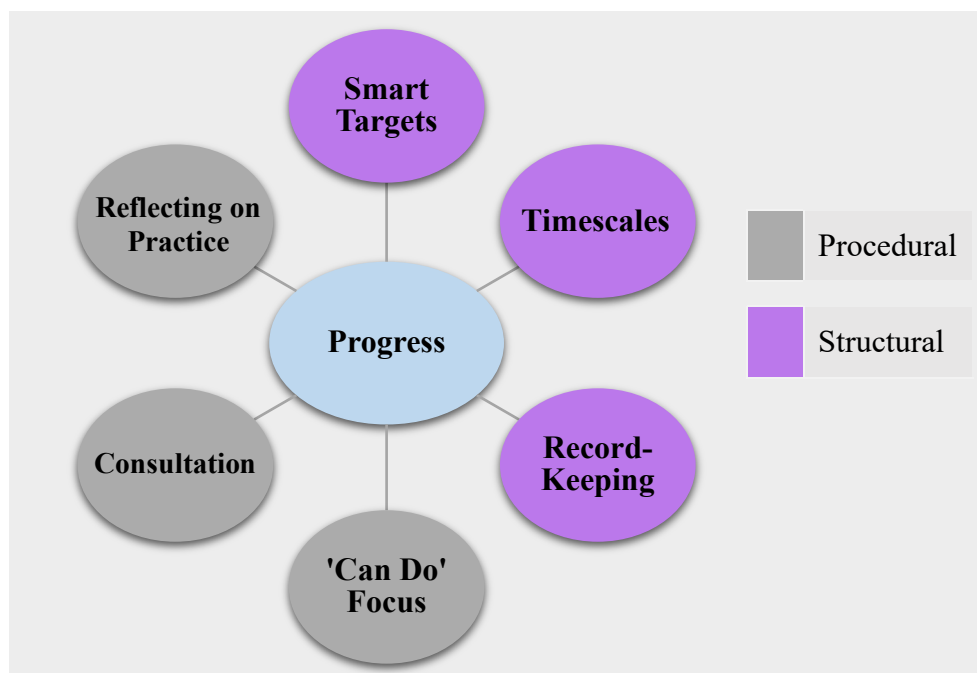 Smart
Targets
Reflecting on
Practice
Timescales
Procedural
Progress
Structural
Consultation
Record-
Keeping
'Can Do'
Focus